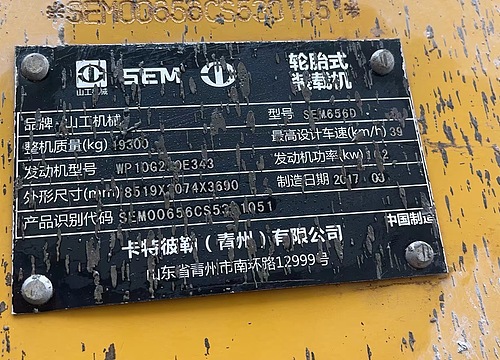 *SEM00656CS5301051*
山工机械 SEM 轮胎式
装载机
品牌 山工机械 型号 SEM656D
整机质量(kg) 19300 最高设计车速(km/h) 39
发动机型号 发动机功率(kw)
外形尺寸(mm) 制造日期 2017
产品识别代码 SEM00656CS5301051 中国制造
卡特彼勒(青州)有限公司
山东省青州市南环路12999号